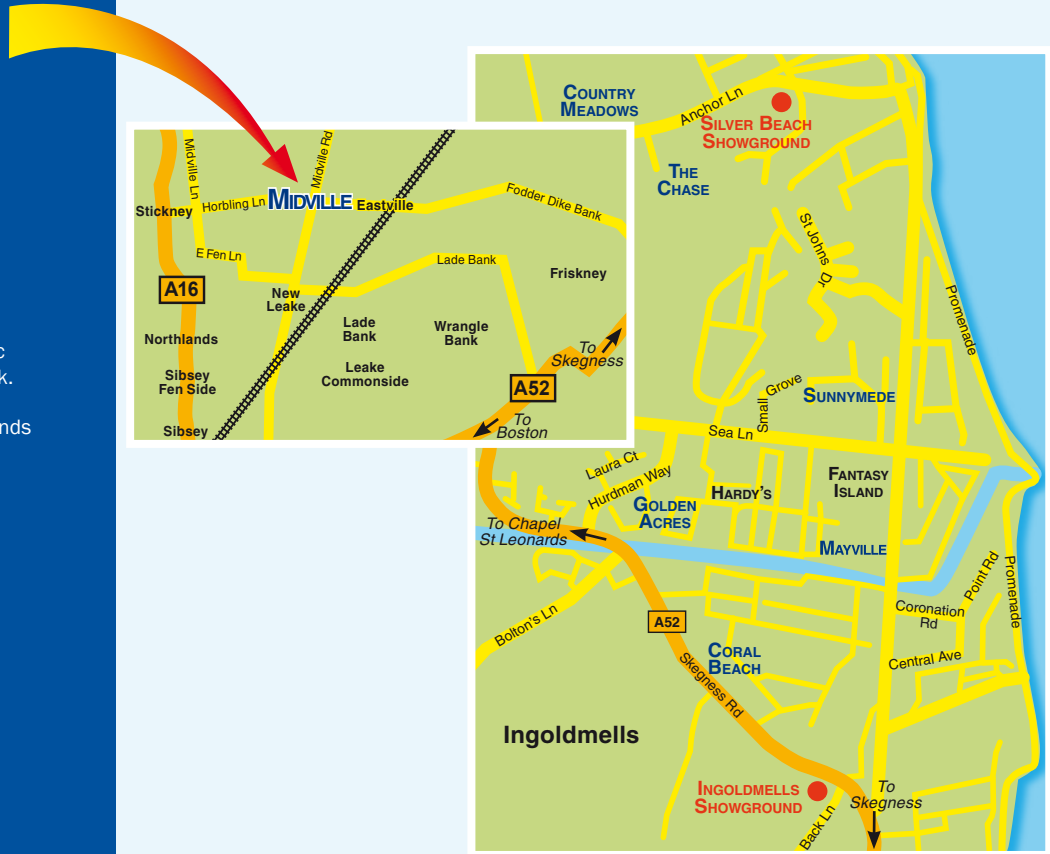 c
k.
nds
Midville Ln
Midville Rd
Stickney
Horbling Ln
MIDVILLE
Eastville
Fodder Dike Bank
E Fen Ln
Lade Bank
A16
New
Leake
Friskney
Northlands
Lade
Bank
Wrangle
Bank
To
Skegness
Sibsey
Fen Side
Leake
Commonside
A52
Sibsey
To
Boston
COUNTRY
MEADOWS
Anchor Ln
SILVER BEACH
SHOWGROUND
THE
CHASE
St Johns Dr
Promenade
Small Grove
SUNNYMEDE
Sea Ln
Laura Ct
Hurdman Way
HARDY'S
FANTASY
ISLAND
GOLDEN
ACRES
To Chapel
St Leonards
MAYVILLE
Point Rd
Promenade
Coronation
Rd
Bolton's Ln
A52
CORAL
BEACH
Central Ave
Skegness Rd
Ingoldmells
INGOLDMELLS
SHOWGROUND
To
Skegness
Back Ln